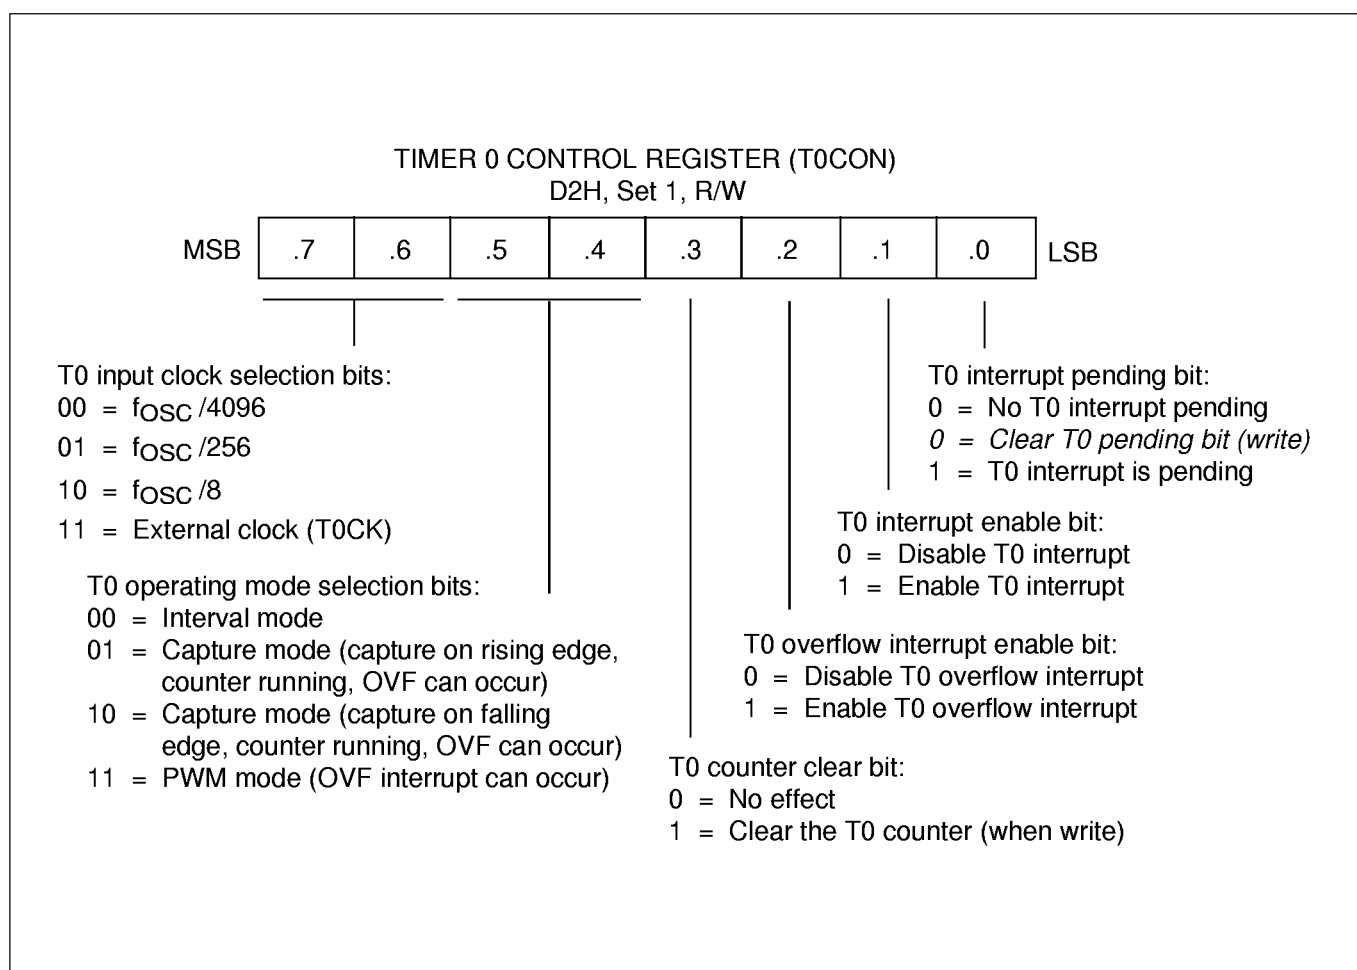 TIMER 0 CONTROL REGISTER (T0CON)
D2H, Set 1, R/W
MSB .7 .6 .5 .4 .3 .2 .1 .0 LSB
T0 input clock selection bits:
00 = fOSC/4096
01 = fOSC/256
10 = fOSC/8
11 = External clock (T0CK)
T0 operating mode selection bits:
00 = Interval mode
01 = Capture mode (capture on rising edge,
counter running, OVF can occur)
10 = Capture mode (capture on falling
edge, counter running, OVF can occur)
11 = PWM mode (OVF interrupt can occur)
T0 interrupt pending bit:
0 = No T0 interrupt pending
0 = Clear T0 pending bit (write)
1 = T0 interrupt is pending
T0 interrupt enable bit:
0 = Disable T0 interrupt
1 = Enable T0 interrupt
T0 overflow interrupt enable bit:
0 = Disable T0 overflow interrupt
1 = Enable T0 overflow interrupt
T0 counter clear bit:
0 = No effect
1 = Clear the T0 counter (when write)